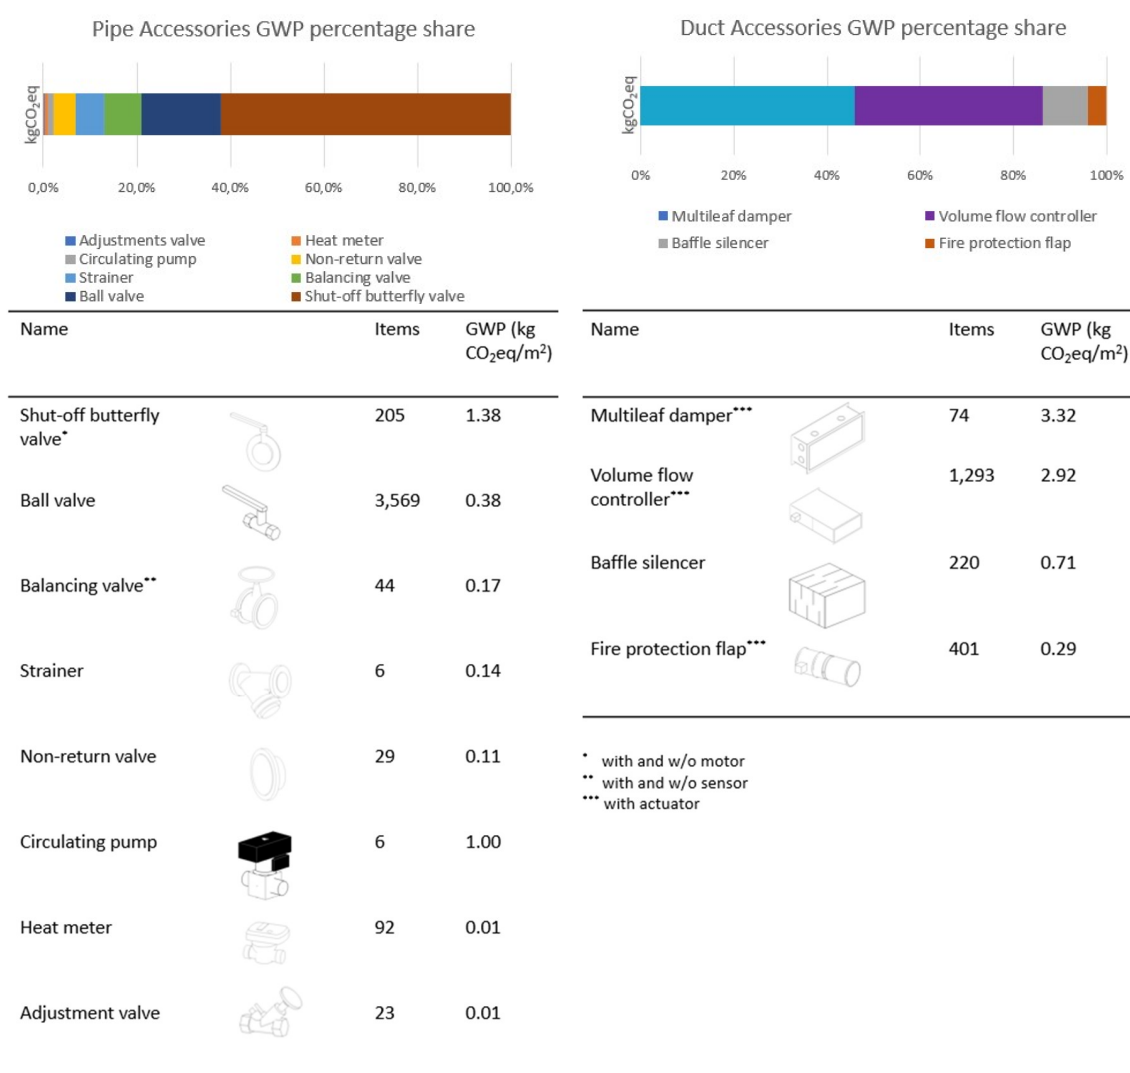 Pipe Accessories GWP percentage share
kgCO₂eq
0,0% 20,0% 40,0% 60,0% 80,0% 100,0%
Adjustments valve Heat meter
Circulating pump Non-return valve
Strainer Balancing valve
Ball valve Shut-off butterfly valve
Name Items GWP (kg
CO₂eq/m²)
Shut-off butterfly 205 1.38
valve*
Ball valve 3,569 0.38
Balancing valve** 44 0.17
Strainer 6 0.14
Non-return valve 29 0.11
Circulating pump 6 1.00
Heat meter 92 0.01
Adjustment valve 23 0.01
Duct Accessories GWP percentage share
kgCO₂eq
0% 20% 40% 60% 80% 100%
Multileaf damper Volume flow controller
Baffle silencer Fire protection flap
Name Items GWP (kg
CO₂eq/m²)
Multileaf damper*** 74 3.32
Volume flow 1,293 2.92
controller***
Baffle silencer 220 0.71
Fire protection flap*** 401 0.29
* with and w/o motor
** with and w/o sensor
*** with actuator